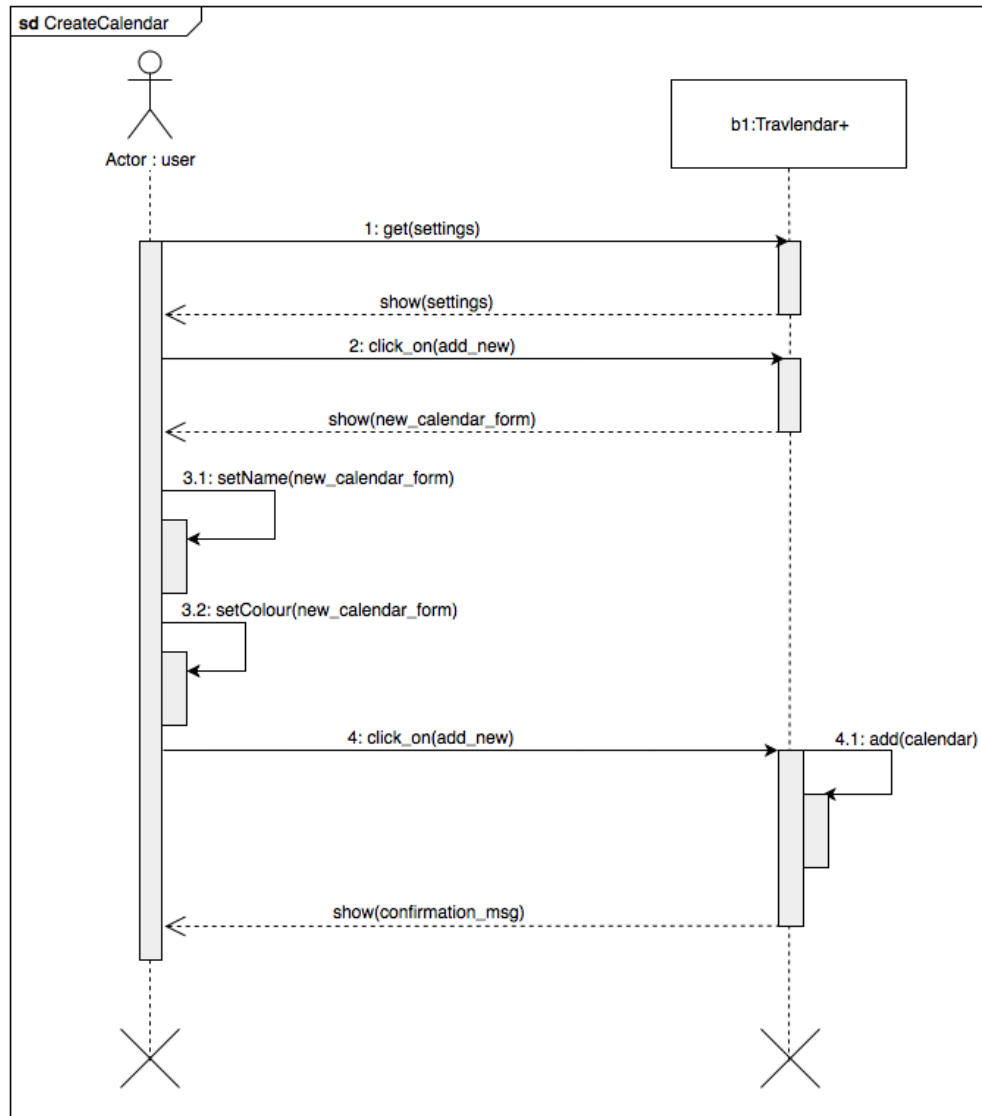 sd CreateCalendar
Actor : user
b1:Travlendar+
1: get(settings)
show(settings)
2: click_on(add_new)
show(new_calendar_form)
3.1: setName(new_calendar_form)
3.2: setColour(new_calendar_form)
4: click_on(add_new)
4.1: add(calendar)
show(confirmation_msg)